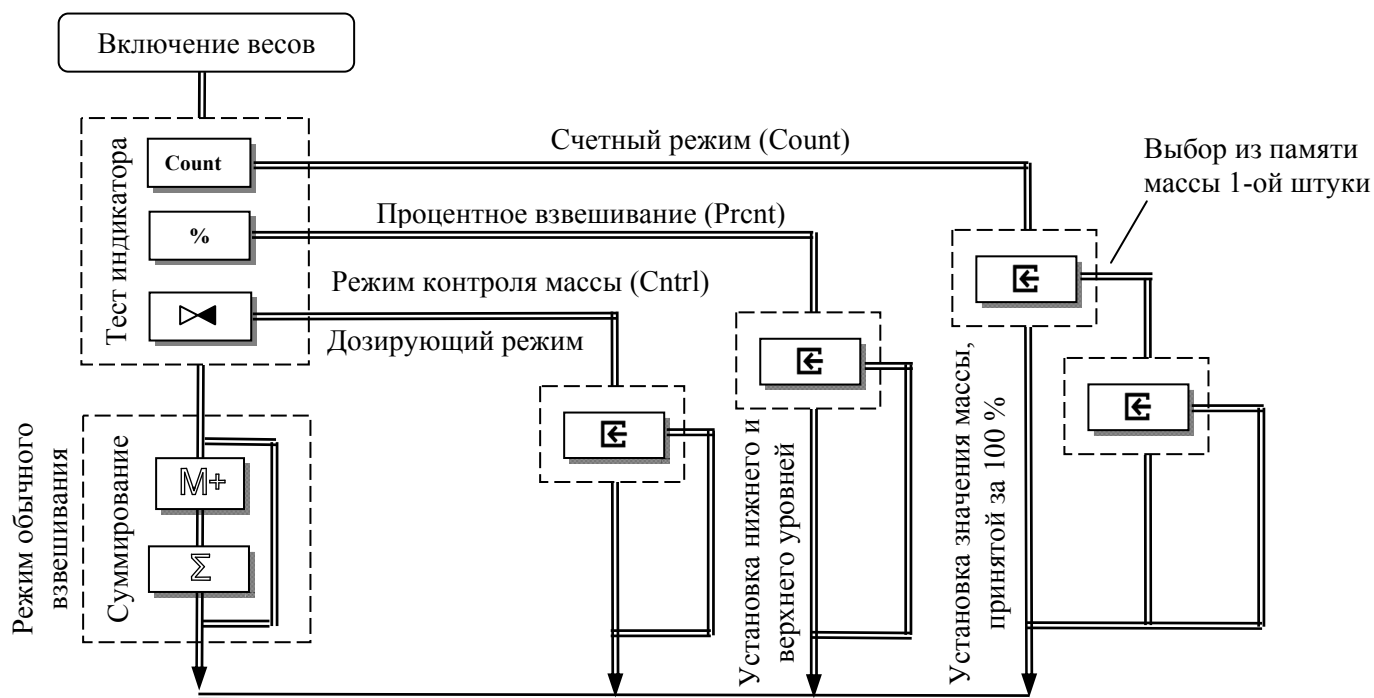 Включение весов
Тест индикатора
Count
%
Счетный режим (Count)
Процентное взвешивание (Prcnt)
Режим контроля массы (Cntrl)
Дозирующий режим
Выбор из памяти
массы 1-ой штуки
Режим обычного
взвешивания
Суммирование
M+
Σ
Установка нижнего и
верхнего уровней
Установка значения массы,
принятой за 100 %